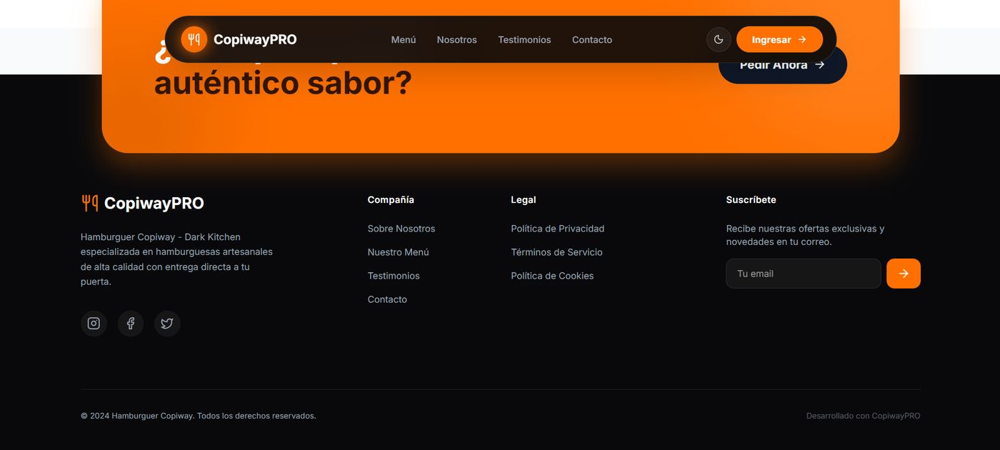 CopiwayPRO
Menú
Nosotros
Testimonios
Contacto
Ingresar
Pedir Ahora
auténtico sabor?
CopiwayPRO
Hamburguer Copiway - Dark Kitchen
especializada en hamburguesas artesanales
de alta calidad con entrega directa a tu
puerta.
Compañía
Sobre Nosotros
Nuestro Menú
Testimonios
Contacto
Legal
Política de Privacidad
Términos de Servicio
Política de Cookies
Suscríbete
Recibe nuestras ofertas exclusivas y
novedades en tu correo.
Tu email
© 2024 Hamburguer Copiway. Todos los derechos reservados.
Desarrollado con CopiwayPRO